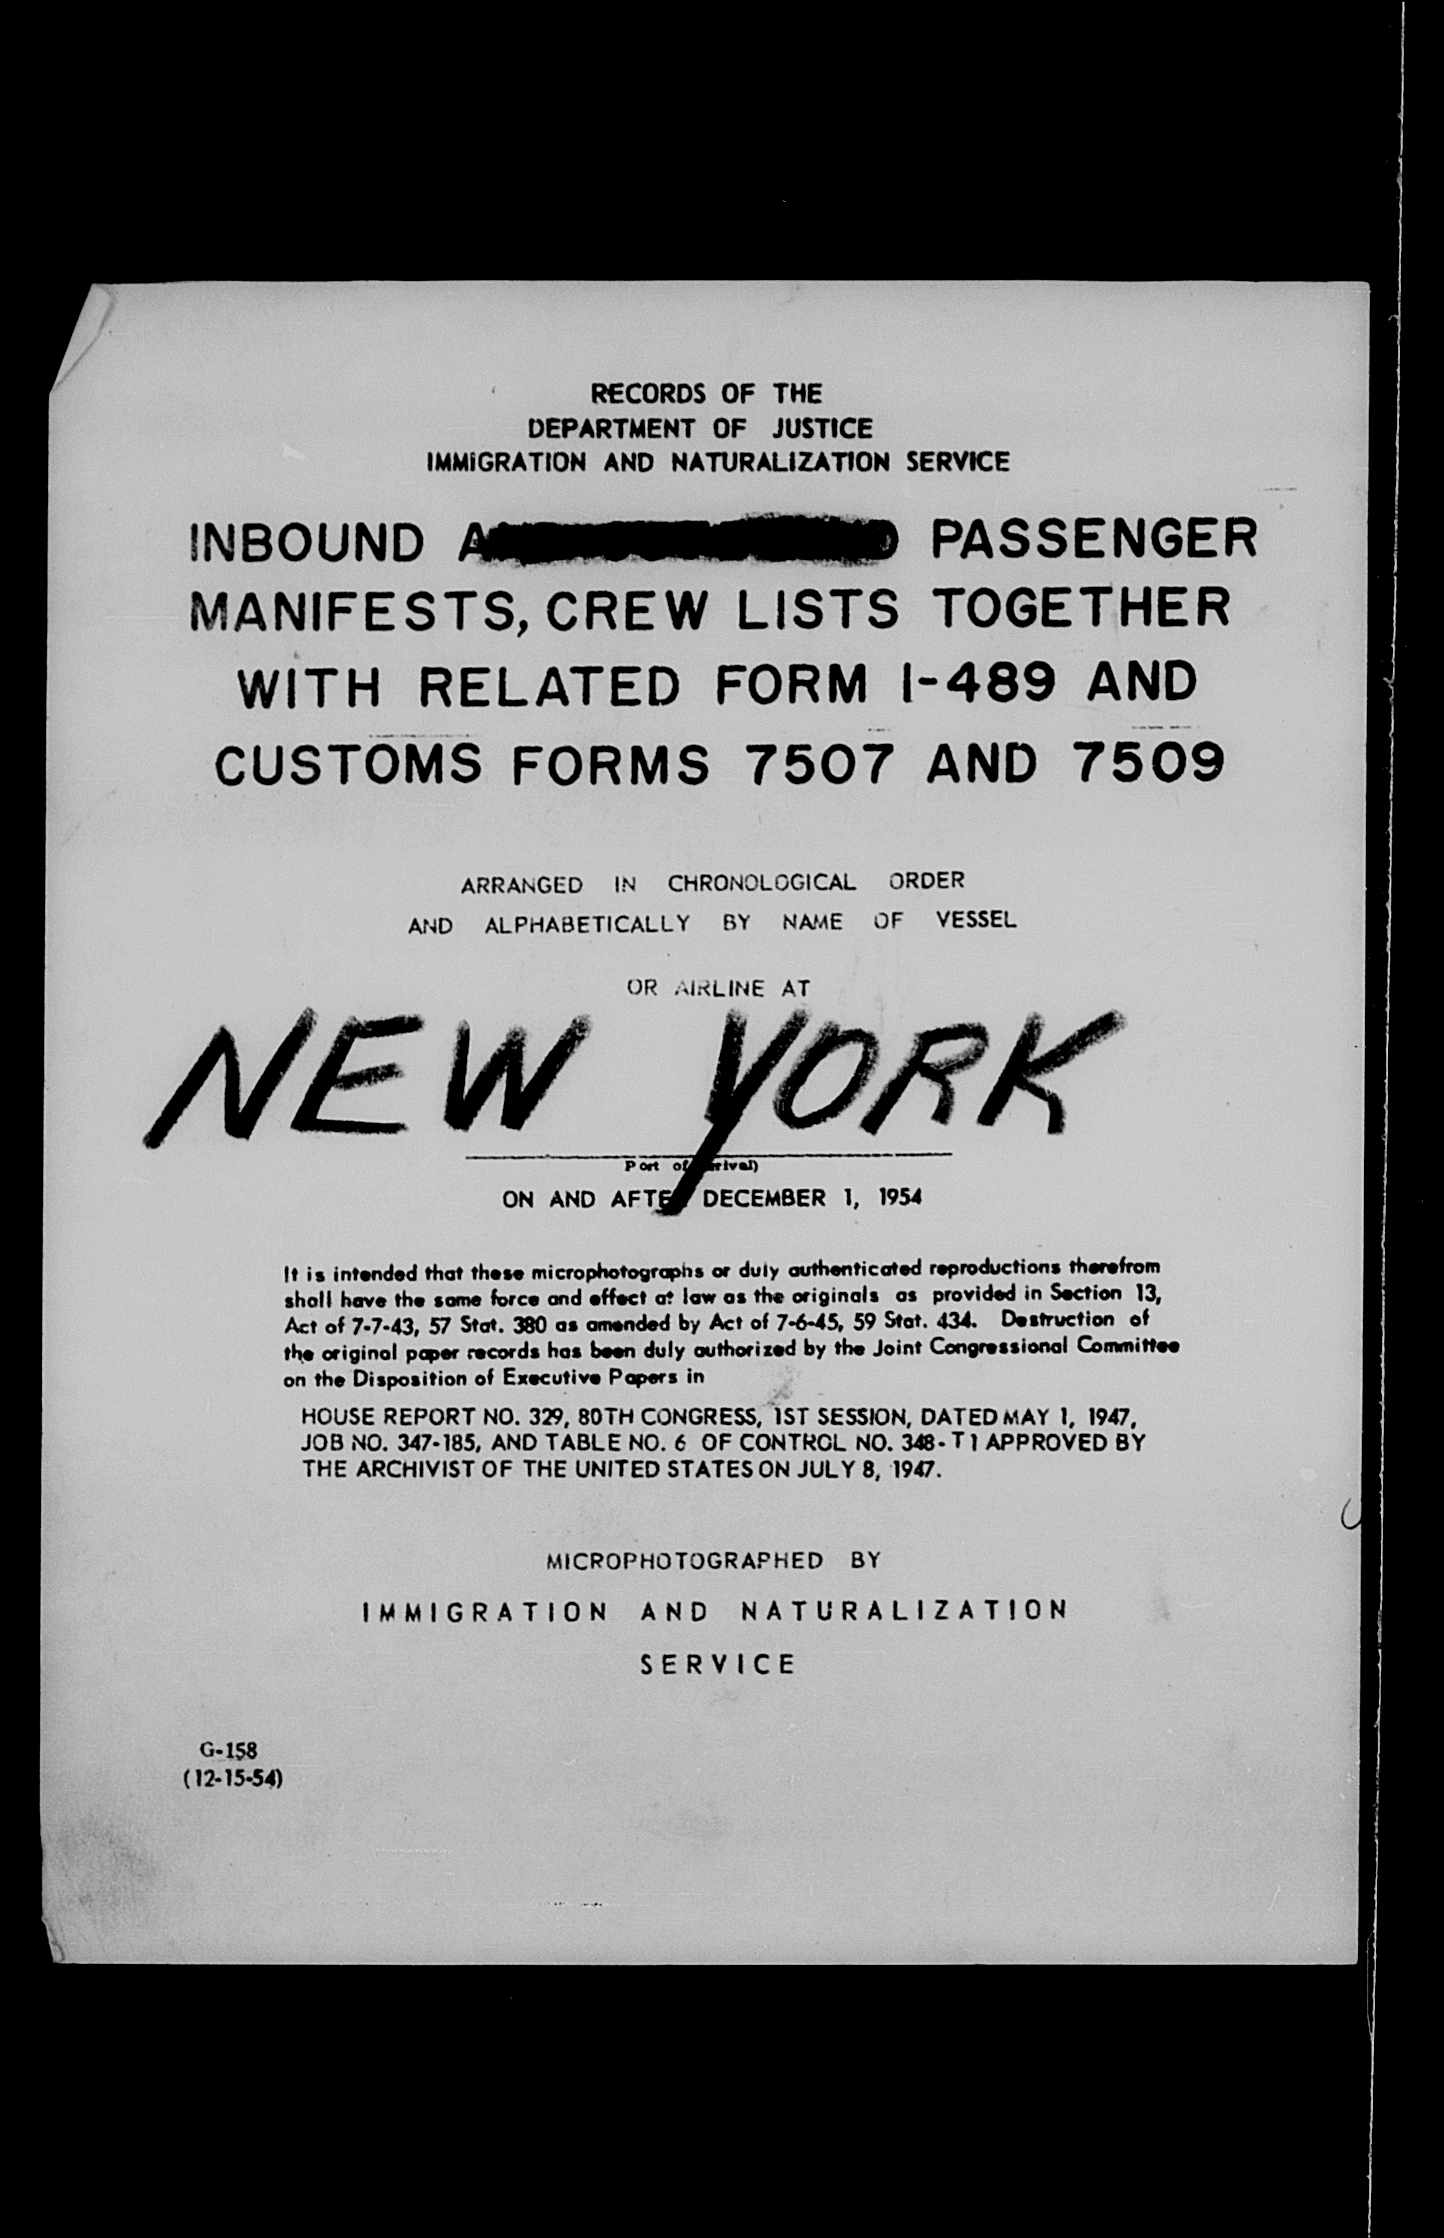 RECORDS OF THE
DEPARTMENT OF JUSTICE
IMMIGRATION AND NATURALIZATION SERVICE
INBOUND PASSENGER
MANIFESTS, CREW LISTS TOGETHER
WITH RELATED FORM I-489 AND
CUSTOMS FORMS 7507 AND 7509
ARRANGED IN CHRONOLOGICAL ORDER
AND ALPHABETICALLY BY NAME OF VESSEL
OR AIRLINE AT
NEW YORK
Port of
ON AND AFTER DECEMBER 1, 1954
It is intended that these microphotographs or duly authenticated reproductions therefrom
shall have the same force and effect at law as the originals as provided in Section 13,
Act of 7-7-43, 57 Stat. 380 as amended by Act of 7-6-45, 59 Stat. 434. Destruction of
the original paper records has been duly authorized by the Joint Congressional Committee
on the Disposition of Executive Papers in
HOUSE REPORT NO. 329, 80TH CONGRESS, 1ST SESSION, DATED MAY 1, 1947,
JOB NO. 347-185, AND TABLE NO. 6 OF CONTROL NO. 348-T1 APPROVED BY
THE ARCHIVIST OF THE UNITED STATES ON JULY 8, 1947.
MICROPHOTOGRAPHED BY
IMMIGRATION AND NATURALIZATION
SERVICE
G-158
(12-15-54)